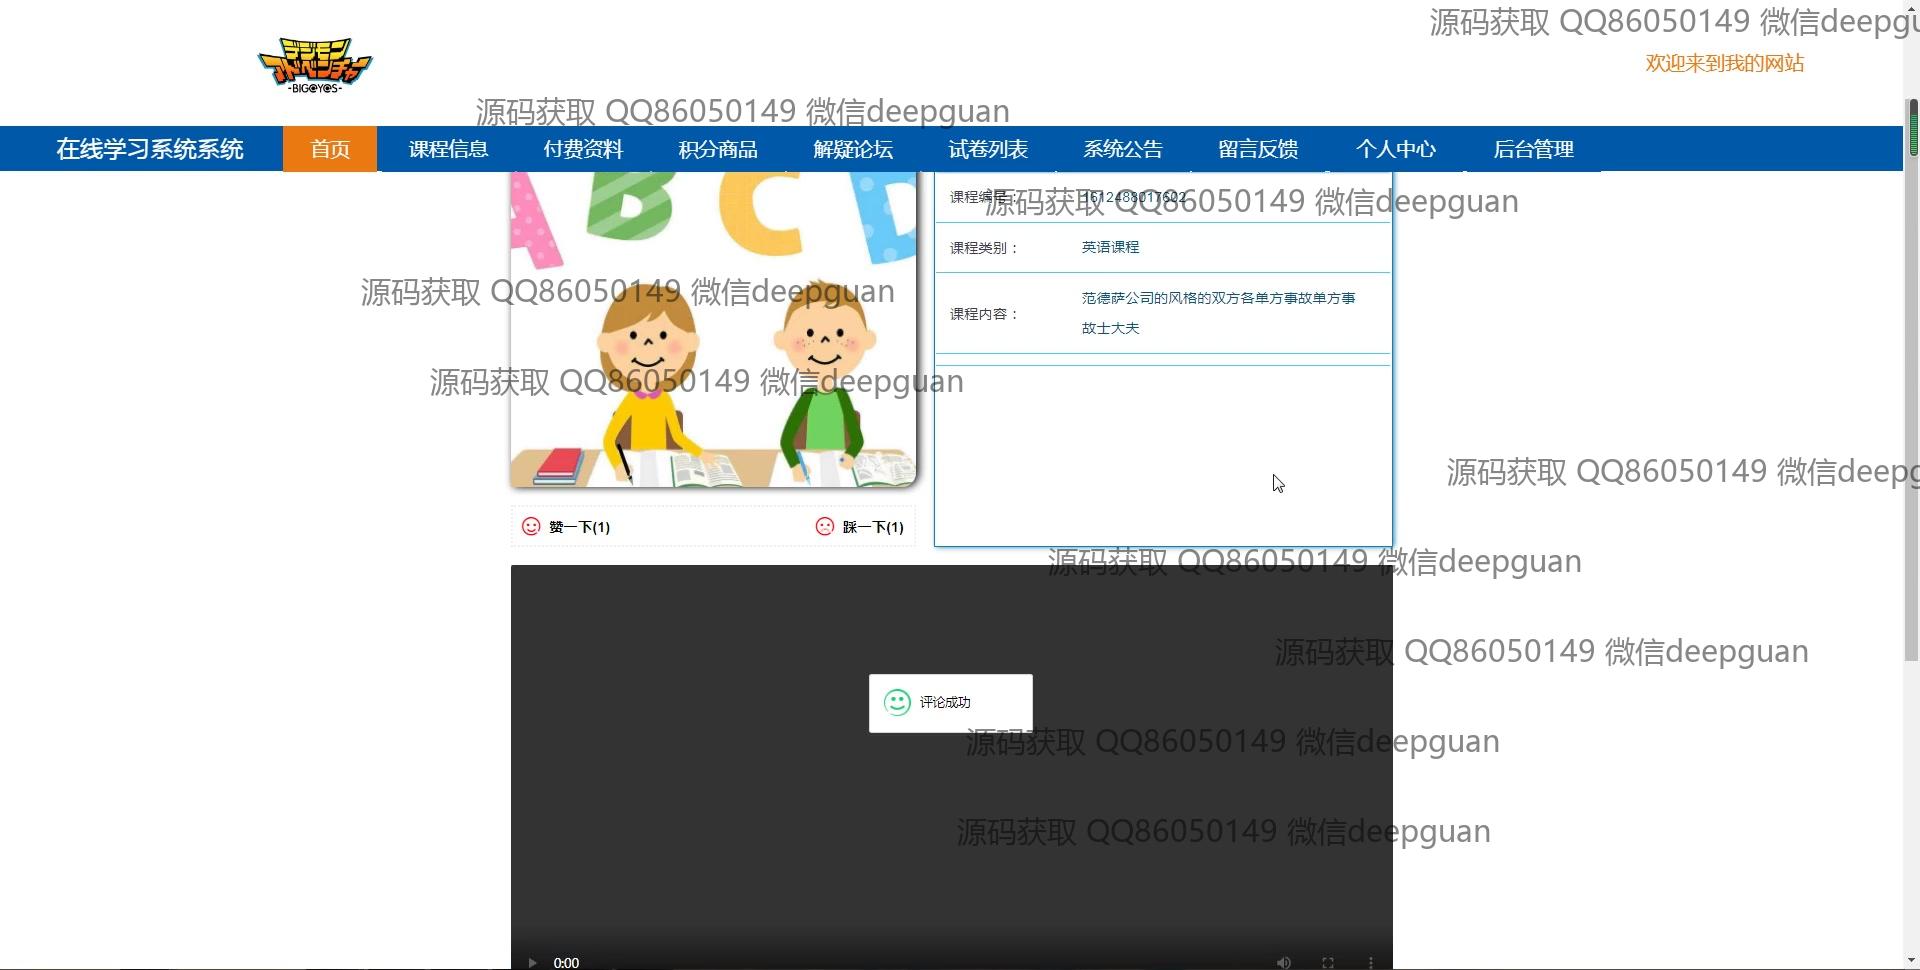 源码获取 QQ86050149 微信deepgu
デジモン
アドベンチャー
-BIG@Y@S-
欢迎来到我的网站
源码获取 QQ86050149 微信deepguan
在线学习系统系统 首页 课程信息 付费资料 积分商品 解疑论坛 试卷列表 系统公告 留言反馈 个人中心 后台管理
A B C D
课程编号： 1612488017602
源码获取 QQ86050149 微信deepguan
课程类别： 英语课程
源码获取 QQ86050149 微信deepguan
课程内容： 范德萨公司的风格的双方各单方事故单方事
故士大夫
源码获取 QQ86050149 微信deepguan
源码获取 QQ86050149 微信deepg
赞一下(1) 踩一下(1)
源码获取 QQ86050149 微信deepguan
源码获取 QQ86050149 微信deepguan
评论成功
源码获取 QQ86050149 微信deepguan
源码获取 QQ86050149 微信deepguan
0:00